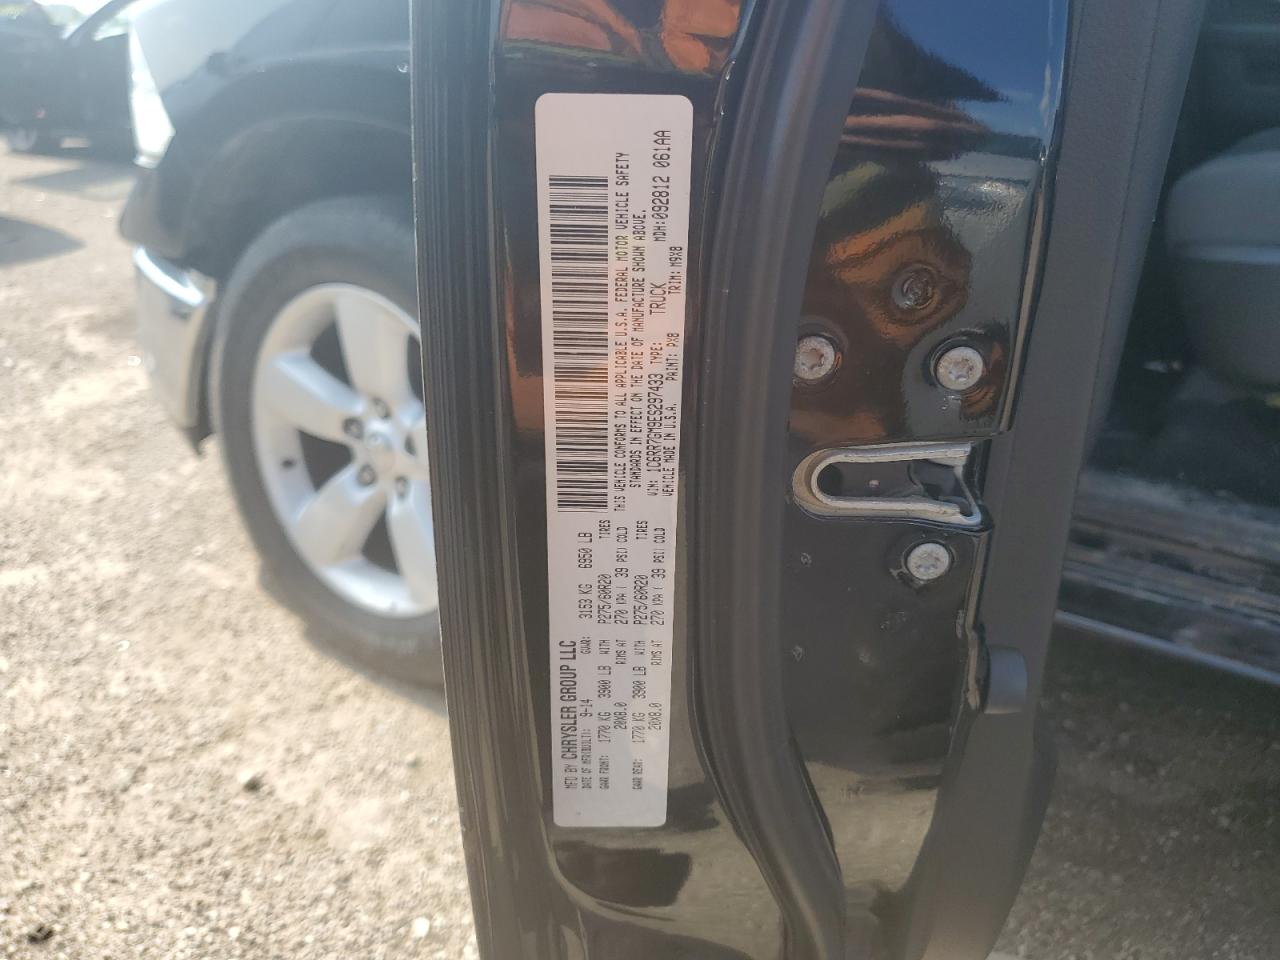 MFD BY CHRYSLER GROUP LLC
DATE OF MFR(BUILT): 9-14 GVWR: 3153 KG 6950 LB
GAWR FRONT: 1770 KG 3900 LB WITH P275/60R20 TIRES
20X8.0 RIMS AT 270 KPA ( 39 PSI) COLD
GAWR REAR: 1770 KG 3900 LB WITH P275/60R20 TIRES
20X8.0 RIMS AT 270 KPA ( 39 PSI) COLD
THIS VEHICLE CONFORMS TO ALL APPLICABLE U.S.A. FEDERAL MOTOR VEHICLE SAFETY
STANDARDS IN EFFECT ON THE DATE OF MANUFACTURE SHOWN ABOVE.
VIN: 1C6RR7GM9ES297433 TYPE: TRUCK MDH:092812 061AA
VEHICLE MADE IN U.S.A. PAINT: PX8 TRIM: M9X8